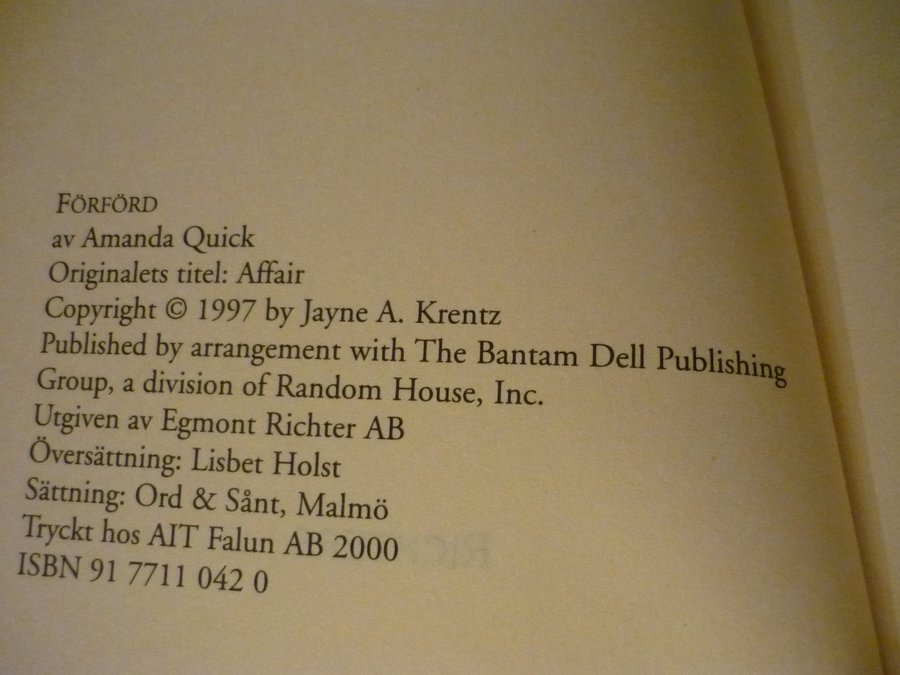 FÖRFÖRD
av Amanda Quick
Originalets titel: Affair
Copyright © 1997 by Jayne A. Krentz
Published by arrangement with The Bantam Dell Publishing
Group, a division of Random House, Inc.
Utgiven av Egmont Richter AB
Översättning: Lisbet Holst
Sättning: Ord & Sånt, Malmö
Tryckt hos AIT Falun AB 2000
ISBN 91 7711 042 0